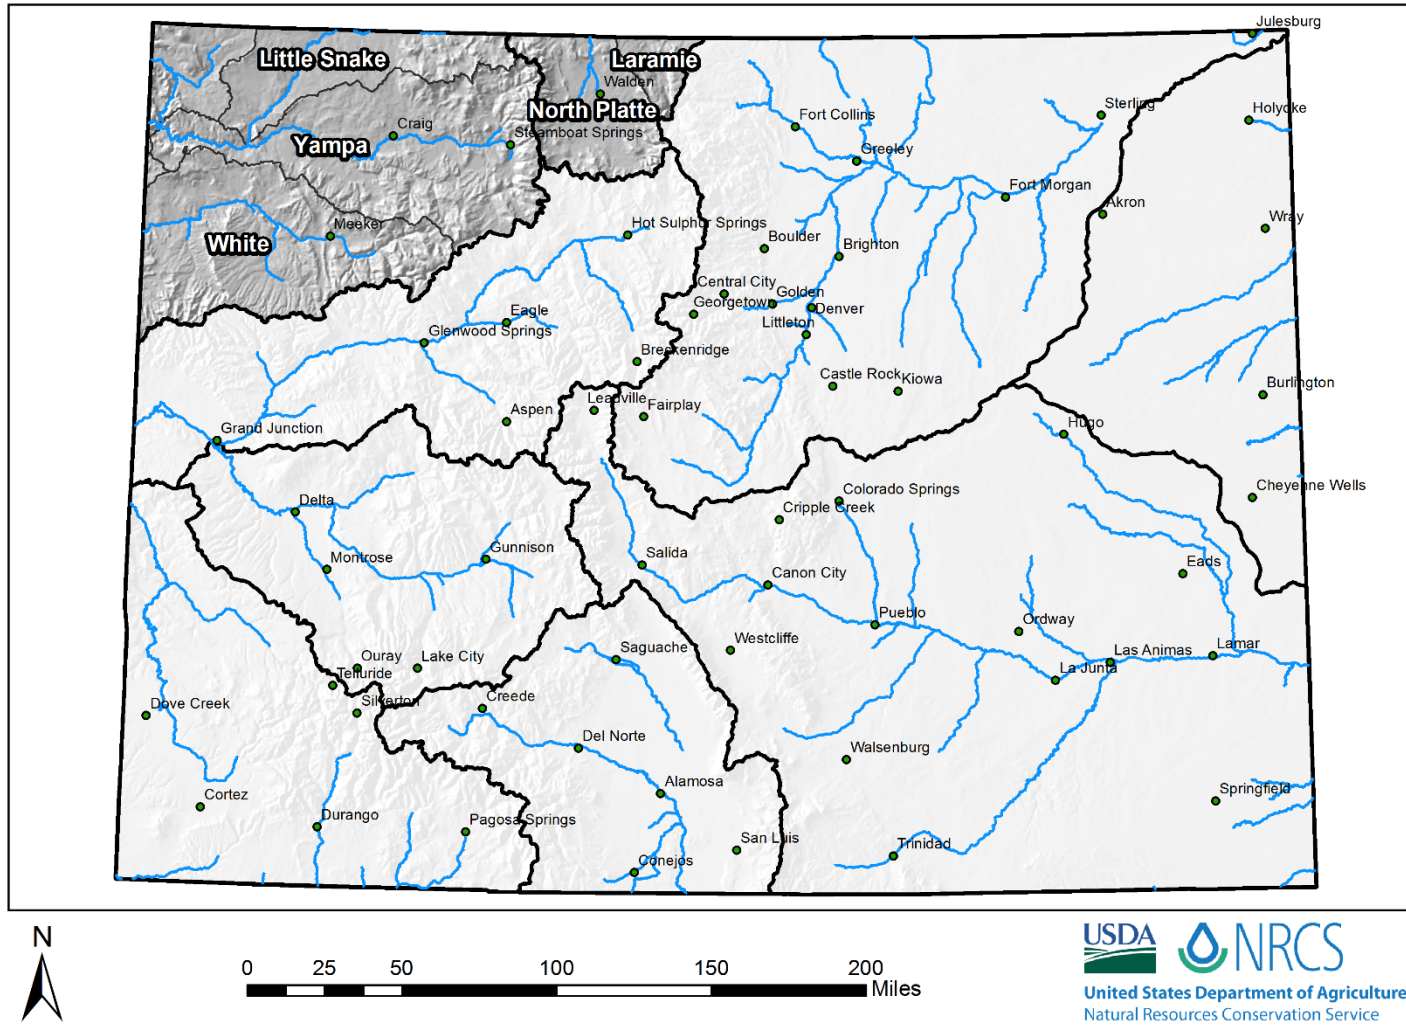 Julesburg
Little Snake
Laramie
Walden
North Platte
Sterling
Holyoke
Fort Collins
Craig
Steamboat Springs
Yampa
Greeley
Fort Morgan
Akron
Wray
Meeker
White
Hot Sulphur Springs
Boulder
Brighton
Central City
Golden
Georgetown
Denver
Littleton
Eagle
Glenwood Springs
Breckenridge
Castle Rock
Kiowa
Burlington
Aspen
Leadville
Fairplay
Grand Junction
Hugo
Colorado Springs
Cheyenne Wells
Delta
Cripple Creek
Montrose
Gunnison
Salida
Canon City
Eads
Pueblo
Ordway
Westcliffe
Saguache
Las Animas
Lamar
Ouray
Lake City
La Junta
Telluride
Dove Creek
Silverton
Creede
Del Norte
Walsenburg
Alamosa
Springfield
Cortez
Durango
Pagosa Springs
San Luis
Trinidad
Conejos
N
0 25 50 100 150 200
Miles
USDA NRCS
United States Department of Agriculture
Natural Resources Conservation Service